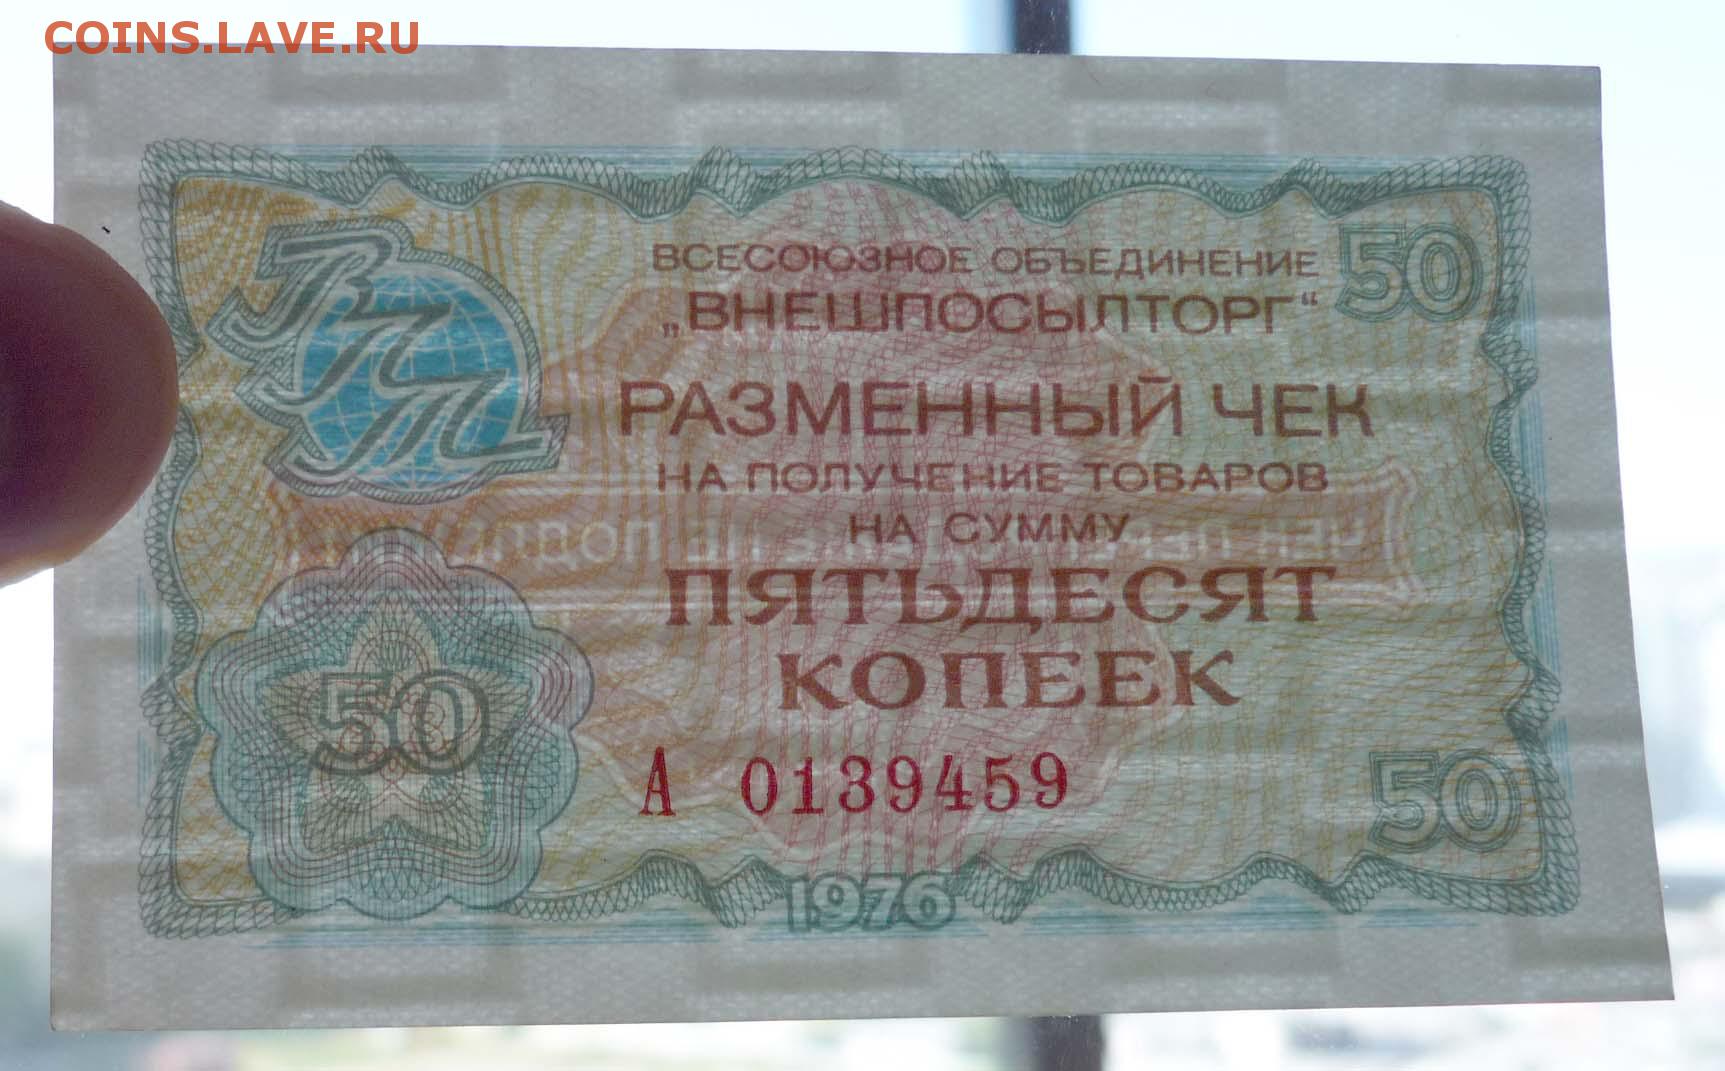 COINS.LAVE.RU
ВПТ
ВСЕСОЮЗНОЕ ОБЪЕДИНЕНИЕ
„ВНЕШПОСЫЛТОРГ“
50
РАЗМЕННЫЙ ЧЕК
НА ПОЛУЧЕНИЕ ТОВАРОВ
НА СУММУ
ПЯТЬДЕСЯТ
КОПЕЕК
50
А 0139459
50
1976